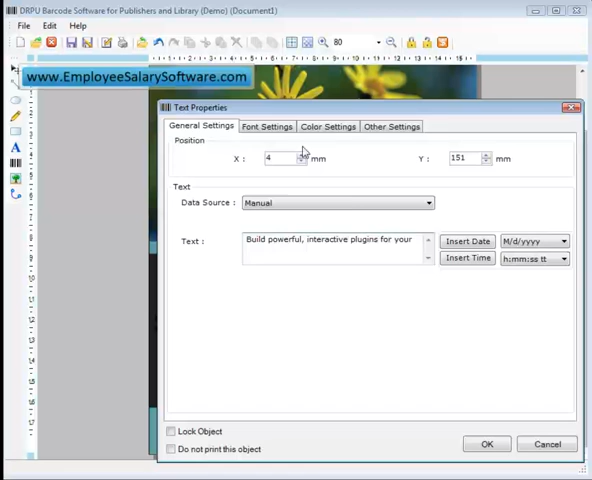 DRPU Barcode Software for Publishers and Library (Demo) (Document1)
File Edit Help
80
www.EmployeeSalarySoftware.com
Text Properties
General Settings Font Settings Color Settings Other Settings
Position
X : 4 mm Y : 151 mm
Text
Data Source : Manual
Text : Build powerful, interactive plugins for your Insert Date M/d/yyyy
Insert Time h:mm:ss tt
Lock Object
Do not print this object
OK Cancel